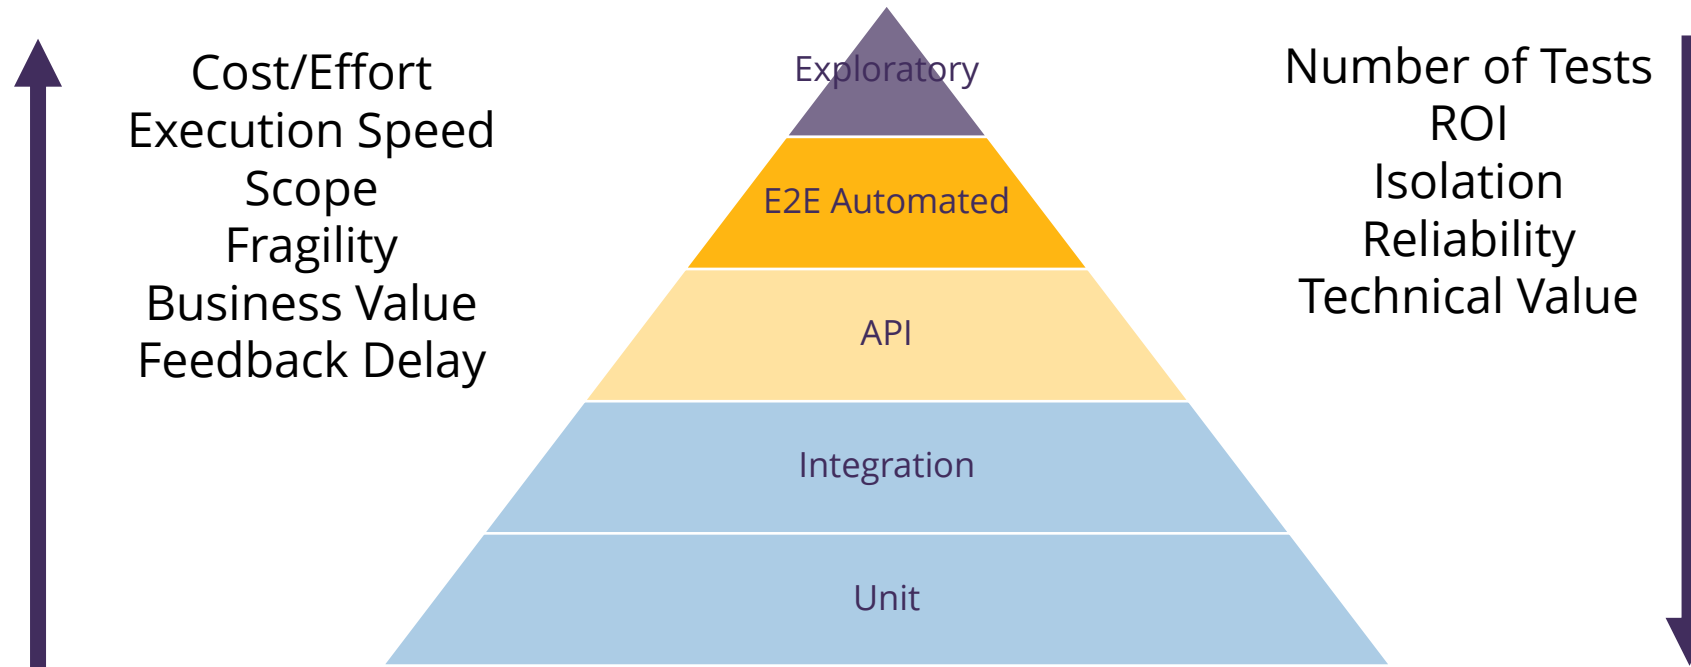 Cost/Effort
Execution Speed
Scope
Fragility
Business Value
Feedback Delay
Exploratory
E2E Automated
API
Integration
Unit
Number of Tests
ROI
Isolation
Reliability
Technical Value